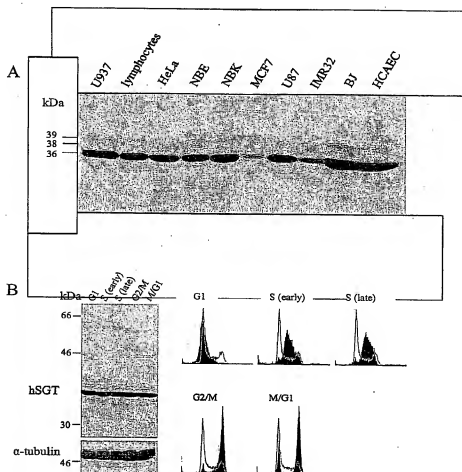 A
U937 lymphocytes HeLa NBE NBK MCF7 U87 IMR32 BJ HCAEC
kDa
39
38
36
B
kDa G1 S (early) S (late) G2/M M/G1
G1 S (early) S (late)
66
46
hSGT
30
G2/M M/G1
α-tubulin
46